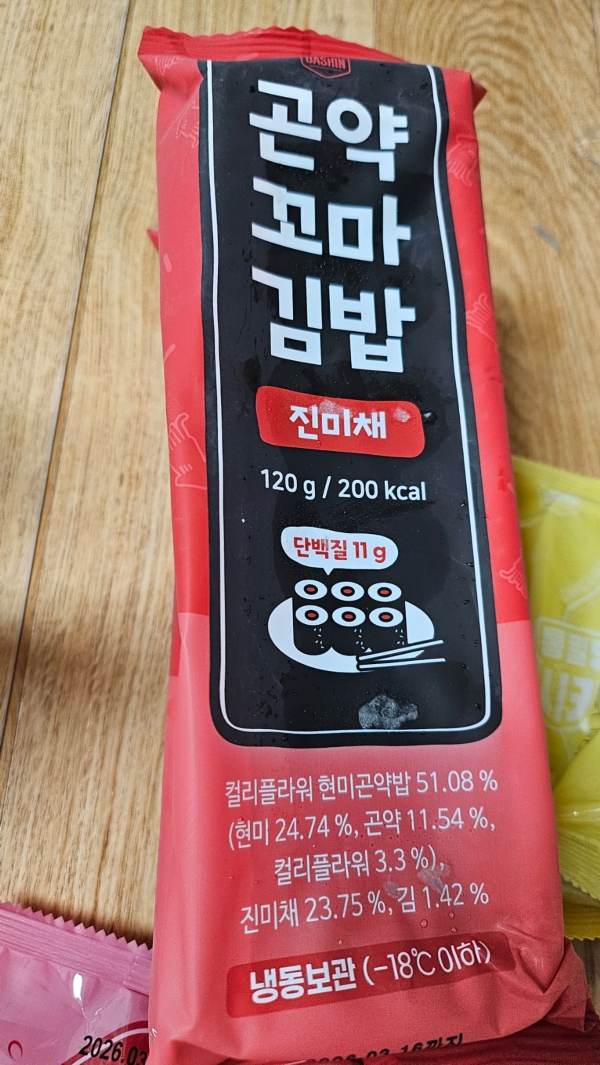 DASHIN
곤약
꼬마
김밥
진미채
120 g / 200 kcal
단백질 11 g
컬리플라워 현미곤약밥 51.08 %
(현미 24.74 %, 곤약 11.54 %,
컬리플라워 3.3 %),
진미채 23.75 %, 김 1.42 %
냉동보관 (-18℃ 이하)
2026.03